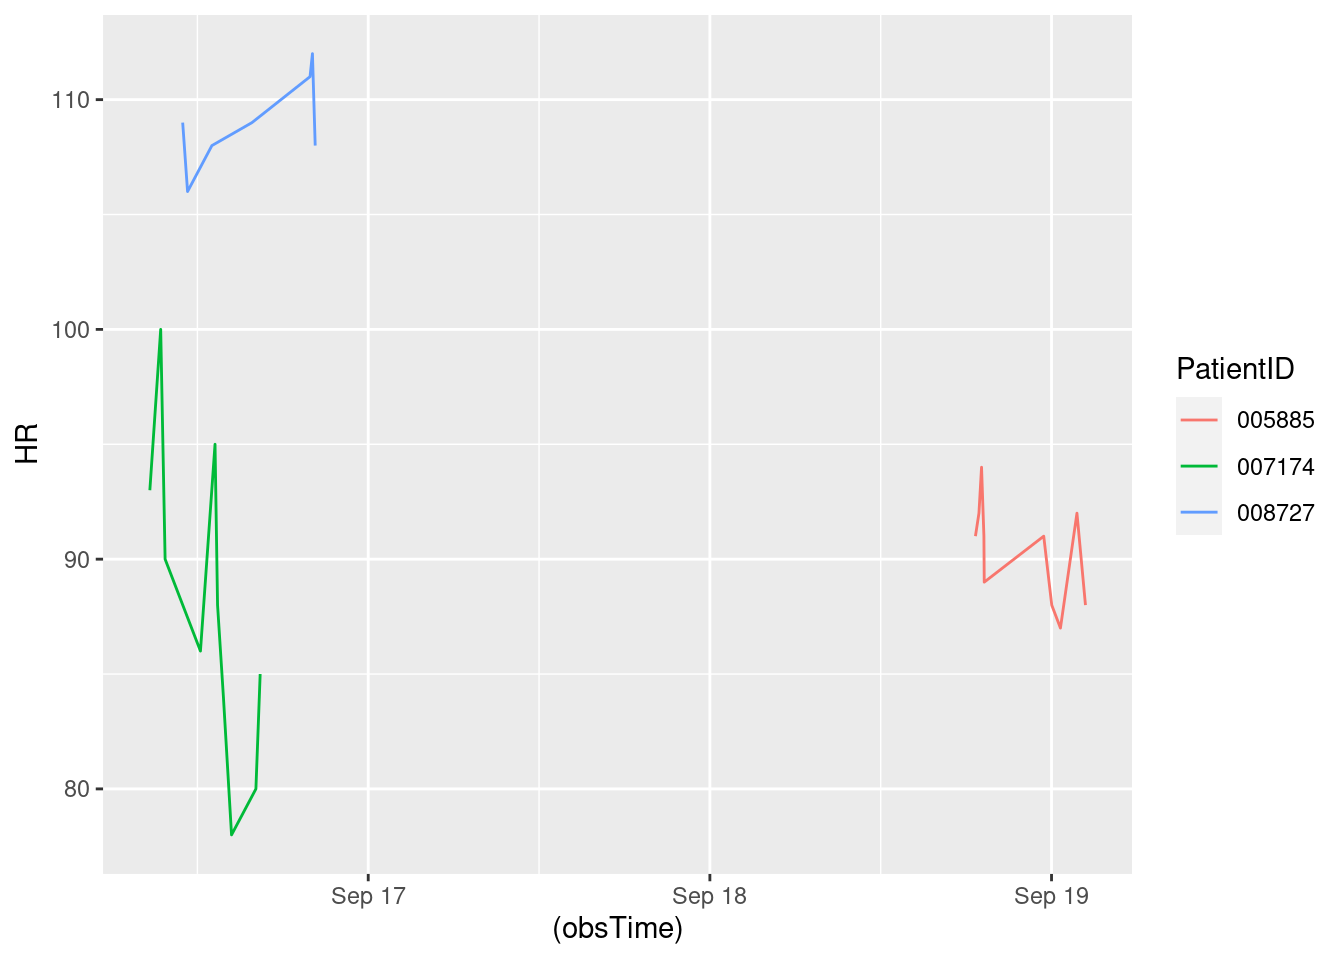 110
100
90
80
HR
Sep 17
Sep 18
Sep 19
(obsTime)
PatientID
005885
007174
008727